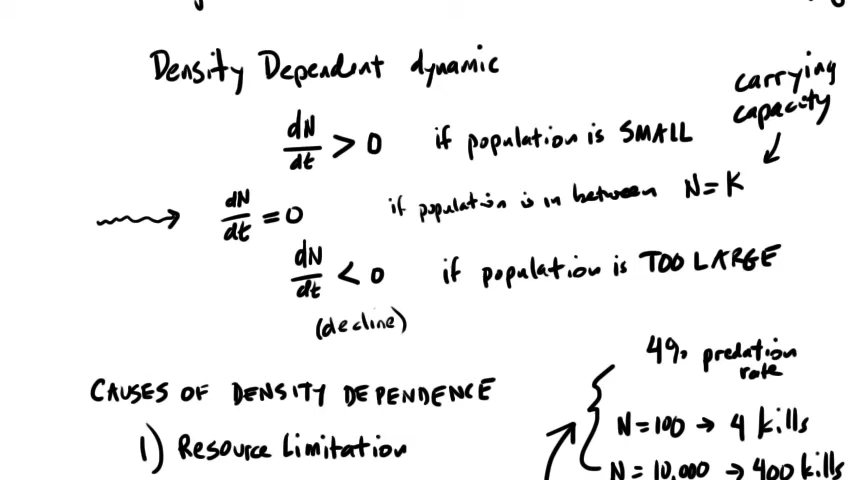 Density Dependent dynamic
carrying
capacity
dN/dt > 0 if population is SMALL
dN/dt = 0 if population is in between N=K
dN/dt < 0 if population is TOO LARGE
(decline)
4% predation
rate
CAUSES OF DENSITY DEPENDENCE
N=100 → 4 kills
1) Resource Limitation
N=10,000 → 400 kills